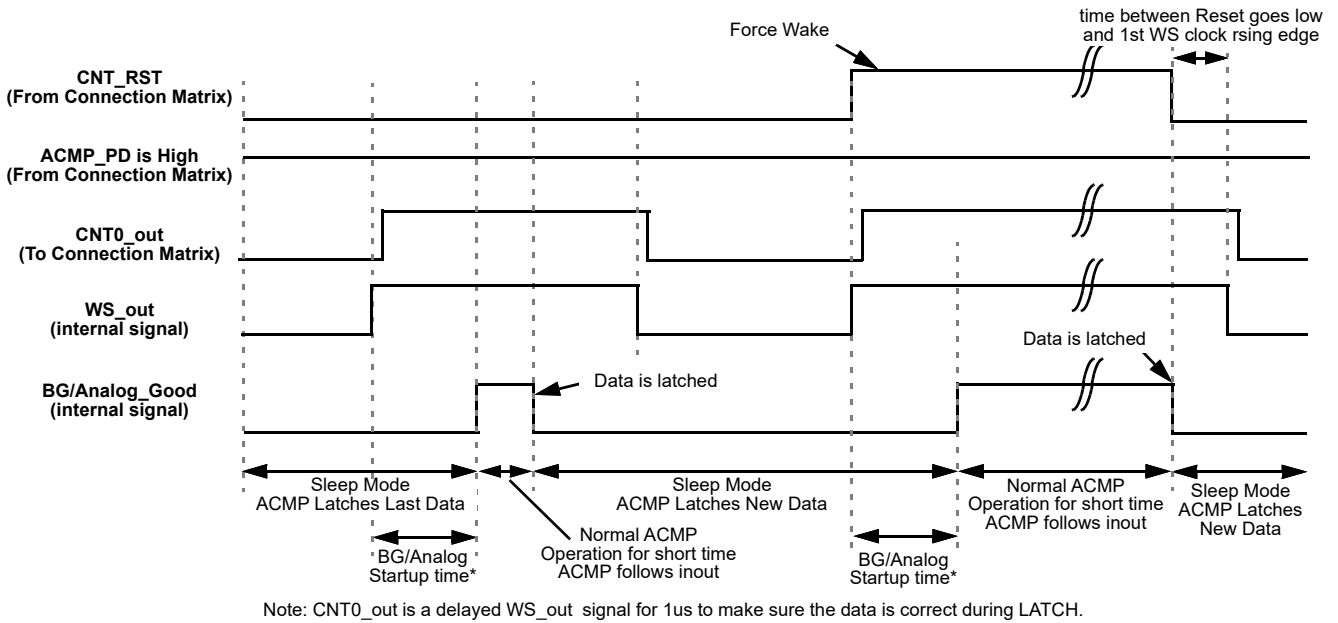 time between Reset goes low
and 1st WS clock rsing edge
Force Wake
CNT_RST
(From Connection Matrix)
ACMP_PD is High
(From Connection Matrix)
CNT0_out
(To Connection Matrix)
WS_out
(internal signal)
Data is latched
BG/Analog_Good
(internal signal)
Data is latched
Sleep Mode
ACMP Latches Last Data
Sleep Mode
ACMP Latches New Data
Normal ACMP
Operation for short time
ACMP follows inout
Sleep Mode
ACMP Latches
New Data
BG/Analog
Startup time*
Normal ACMP
Operation for short time
ACMP follows inout
BG/Analog
Startup time*
Note: CNT0_out is a delayed WS_out signal for 1us to make sure the data is correct during LATCH.